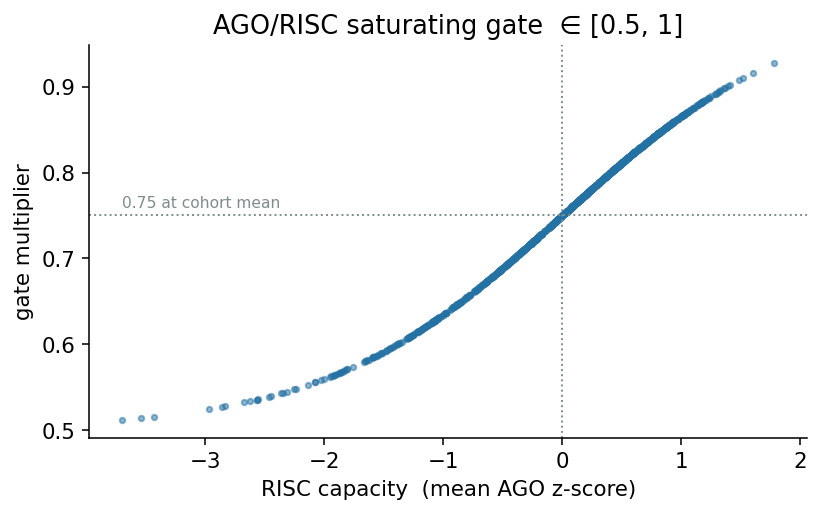 AGO/RISC saturating gate ∈ [0.5, 1]
gate multiplier
0.9
0.8
0.7
0.6
0.5
0.75 at cohort mean
−3
−2
−1
0
1
2
RISC capacity (mean AGO z-score)